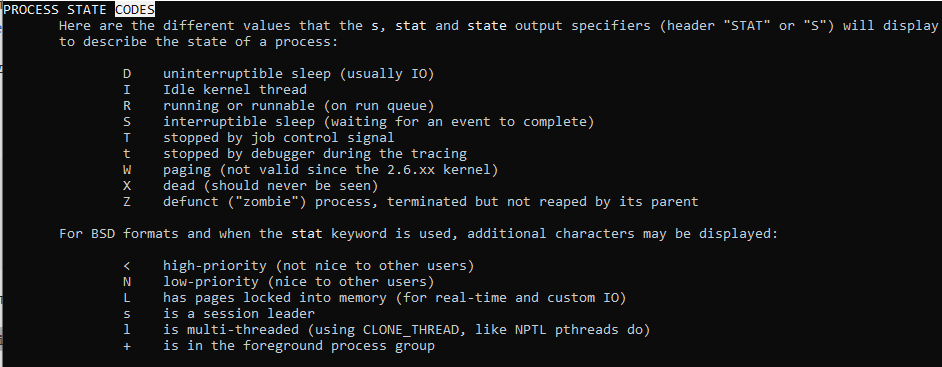 PROCESS STATE CODES
Here are the different values that the s, stat and state output specifiers (header "STAT" or "S") will display
to describe the state of a process:
D uninterruptible sleep (usually IO)
I Idle kernel thread
R running or runnable (on run queue)
S interruptible sleep (waiting for an event to complete)
T stopped by job control signal
t stopped by debugger during the tracing
W paging (not valid since the 2.6.xx kernel)
X dead (should never be seen)
Z defunct ("zombie") process, terminated but not reaped by its parent
For BSD formats and when the stat keyword is used, additional characters may be displayed:
< high-priority (not nice to other users)
N low-priority (nice to other users)
L has pages locked into memory (for real-time and custom IO)
s is a session leader
l is multi-threaded (using CLONE_THREAD, like NPTL pthreads do)
+ is in the foreground process group